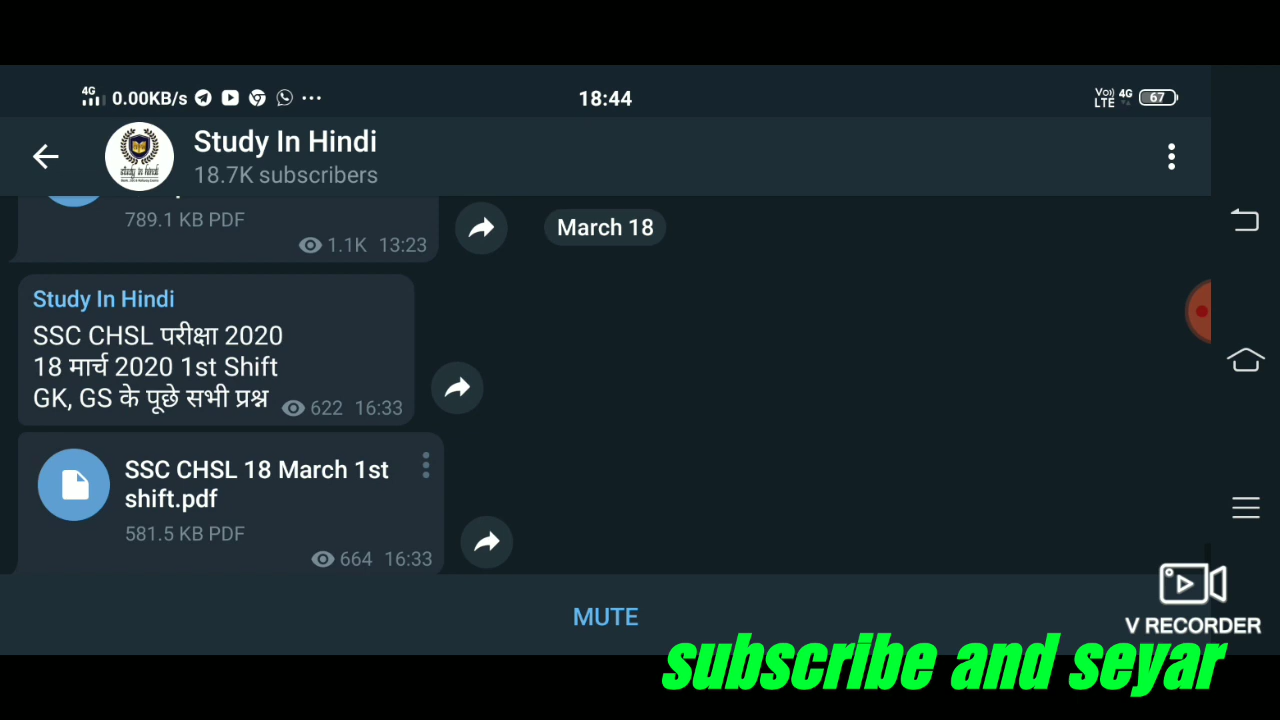 4G 0.00KB/s 18:44 Vo) LTE 4G 67
Study In Hindi
18.7K subscribers
789.1 KB PDF
1.1K 13:23
March 18
Study In Hindi
SSC CHSL परीक्षा 2020
18 मार्च 2020 1st Shift
GK, GS के पूछे सभी प्रश्न
622 16:33
SSC CHSL 18 March 1st
shift.pdf
581.5 KB PDF
664 16:33
MUTE
V RECORDER
subscribe and seyar